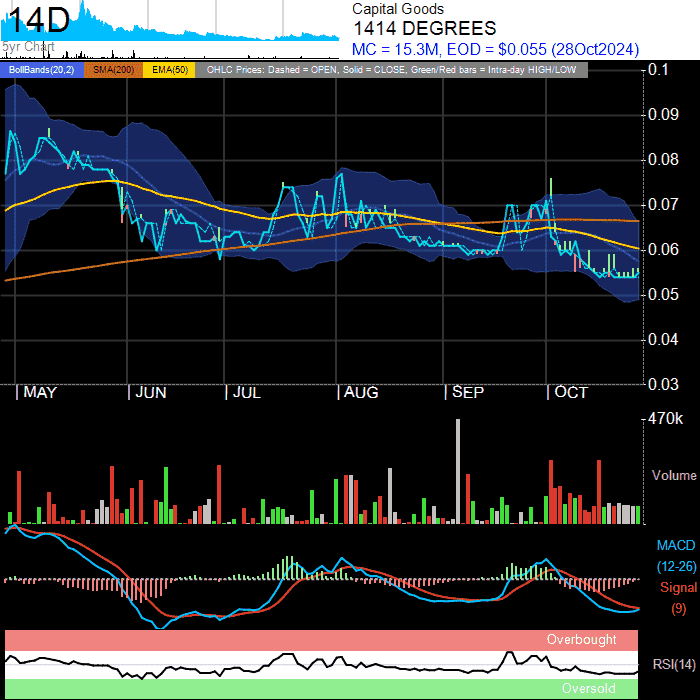 14D
5yr Chart
Capital Goods
1414 DEGREES
MC = 15.3M, EOD = $0.055 (28Oct2024)
BollBands(20,2) SMA(200) EMA(50) OHLC Prices: Dashed = OPEN, Solid = CLOSE, Green/Red bars = Intra-day HIGH/LOW
0.1
0.09
0.08
0.07
0.06
0.05
0.04
0.03
MAY JUN JUL AUG SEP OCT
470k
Volume
MACD
(12-26)
Signal
(9)
Overbought
RSI(14)
Oversold